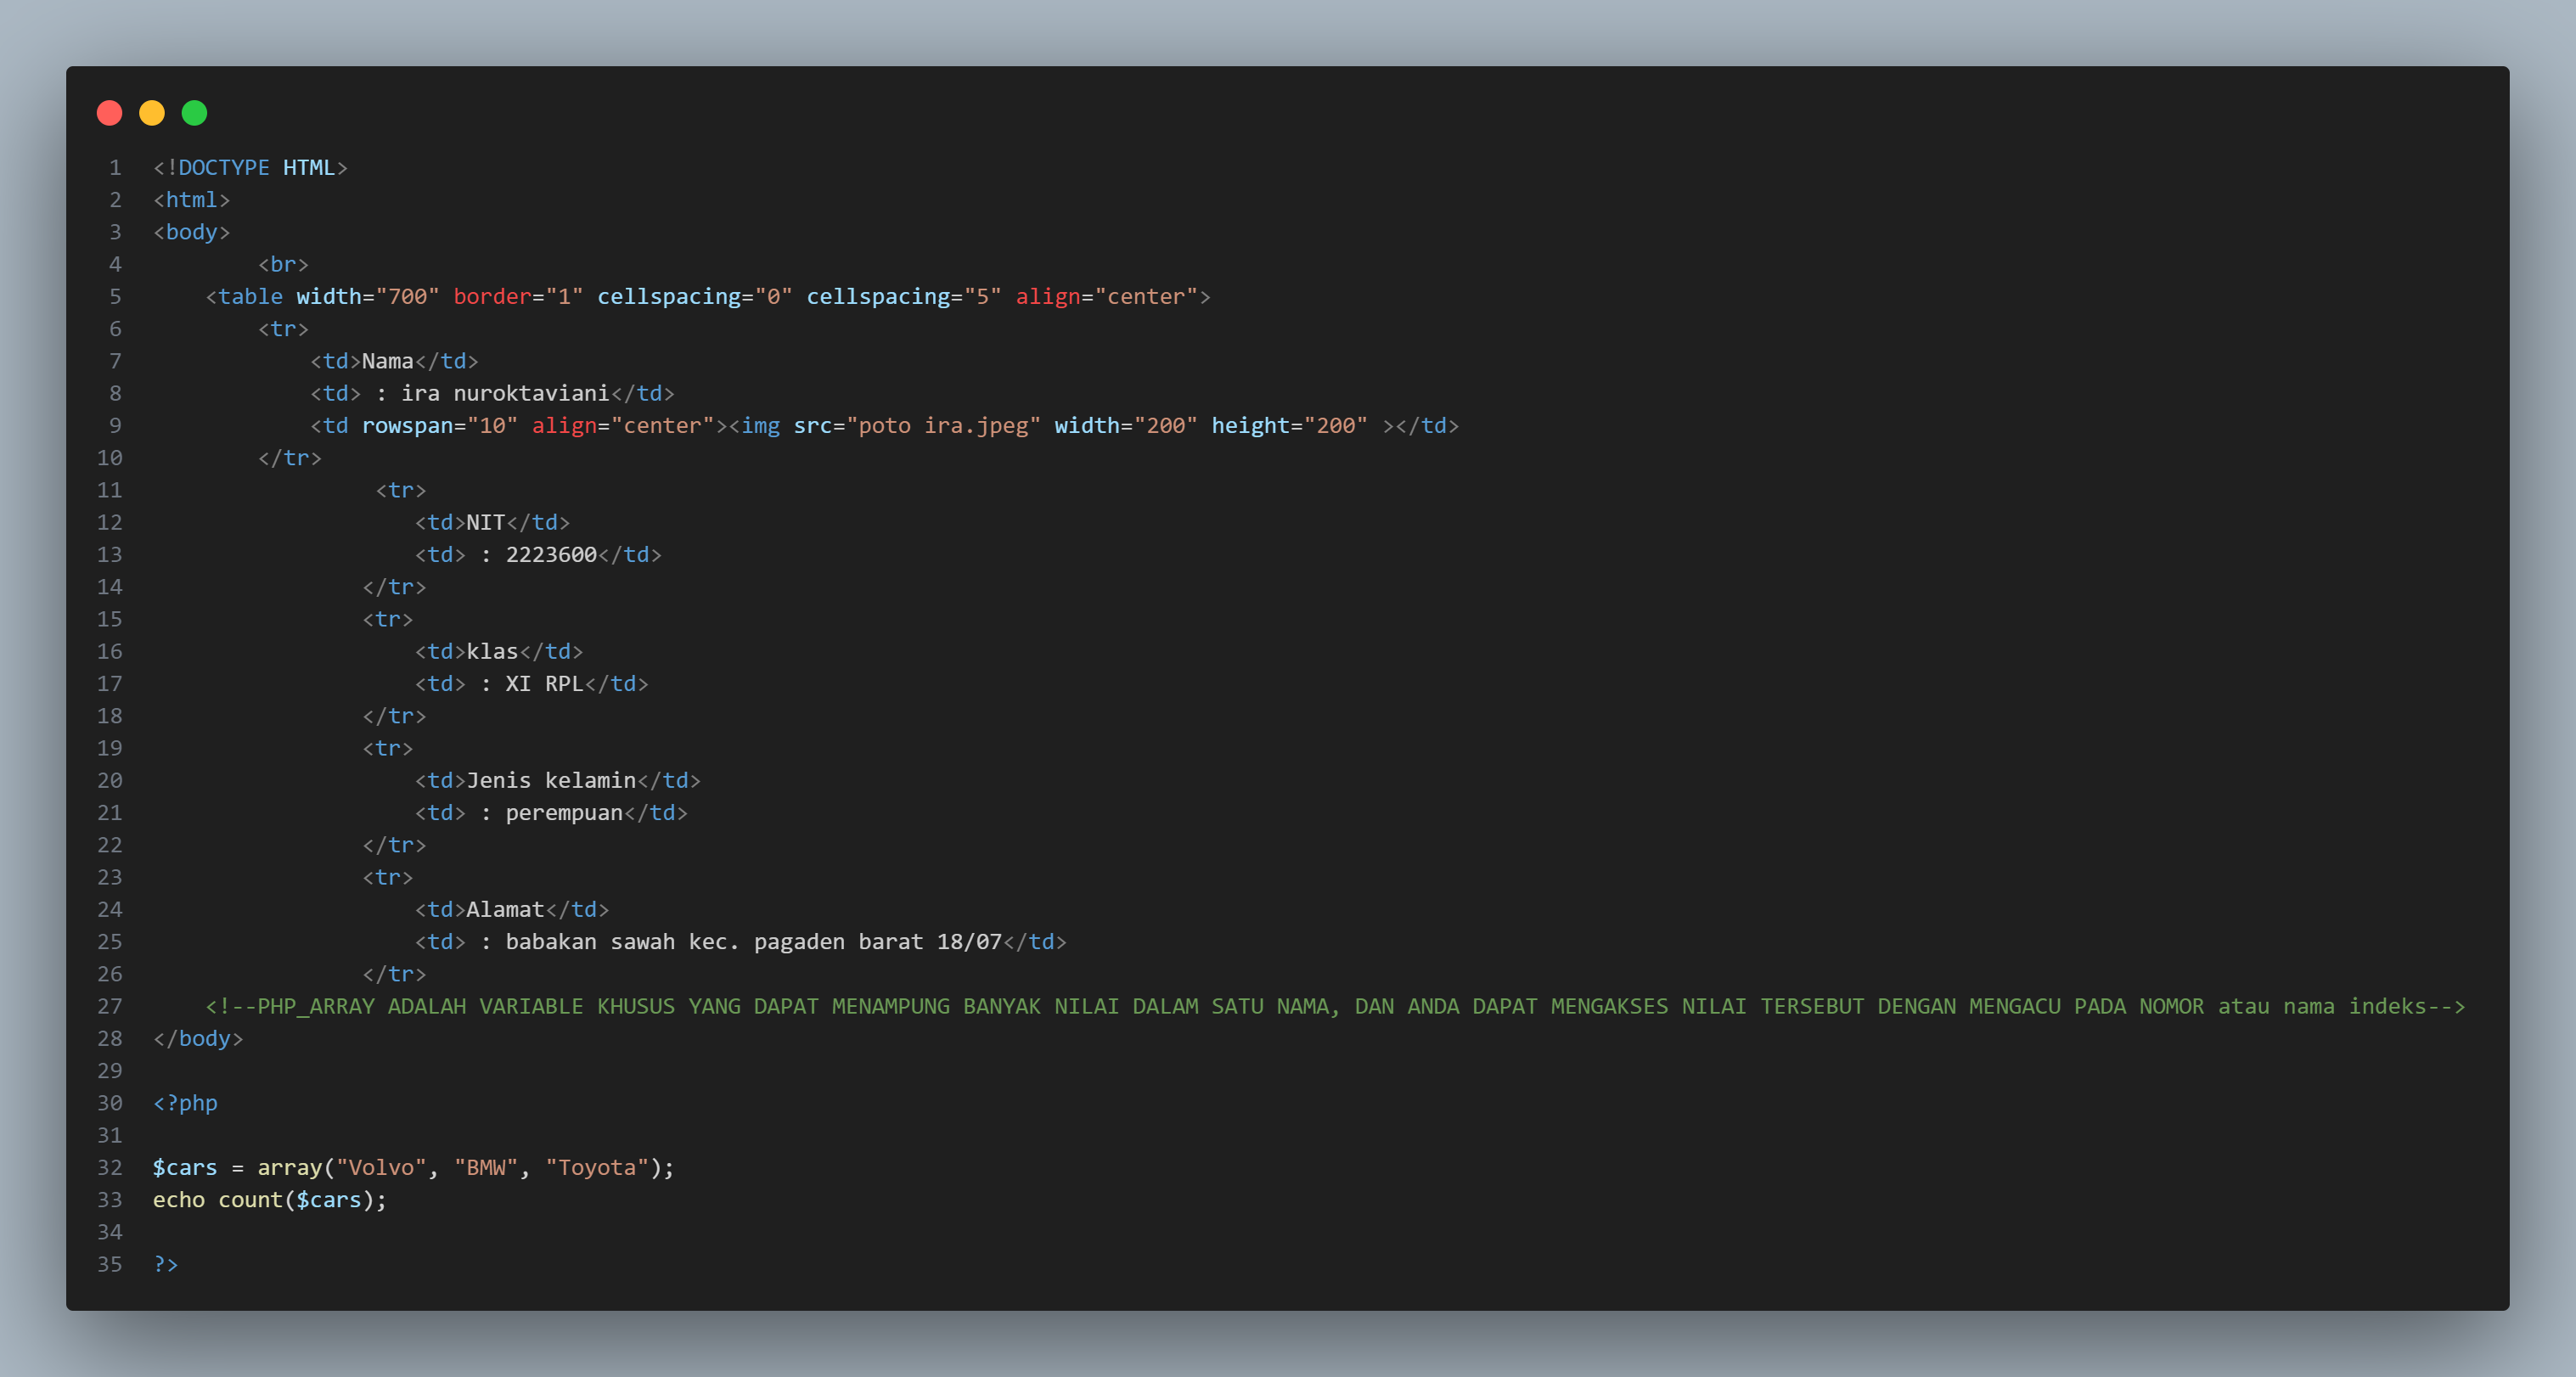 1 <!DOCTYPE HTML>
2 <html>
3 <body>
4         <br>
5     <table width="700" border="1" cellspacing="0" cellspacing="5" align="center">
6         <tr>
7             <td>Nama</td>
8             <td> : ira nuroktaviani</td>
9             <td rowspan="10" align="center"><img src="poto ira.jpeg" width="200" height="200" ></td>
10         </tr>
11                  <tr>
12                     <td>NIT</td>
13                     <td> : 2223600</td>
14                 </tr>
15                 <tr>
16                     <td>klas</td>
17                     <td> : XI RPL</td>
18                 </tr>
19                 <tr>
20                     <td>Jenis kelamin</td>
21                     <td> : perempuan</td>
22                 </tr>
23                 <tr>
24                     <td>Alamat</td>
25                     <td> : babakan sawah kec. pagaden barat 18/07</td>
26                 </tr>
27     <!--PHP_ARRAY ADALAH VARIABLE KHUSUS YANG DAPAT MENAMPUNG BANYAK NILAI DALAM SATU NAMA, DAN ANDA DAPAT MENGAKSES NILAI TERSEBUT DENGAN MENGACU PADA NOMOR atau nama indeks-->
28 </body>
29
30 <?php
31
32 $cars = array("Volvo", "BMW", "Toyota");
33 echo count($cars);
34
35 ?>